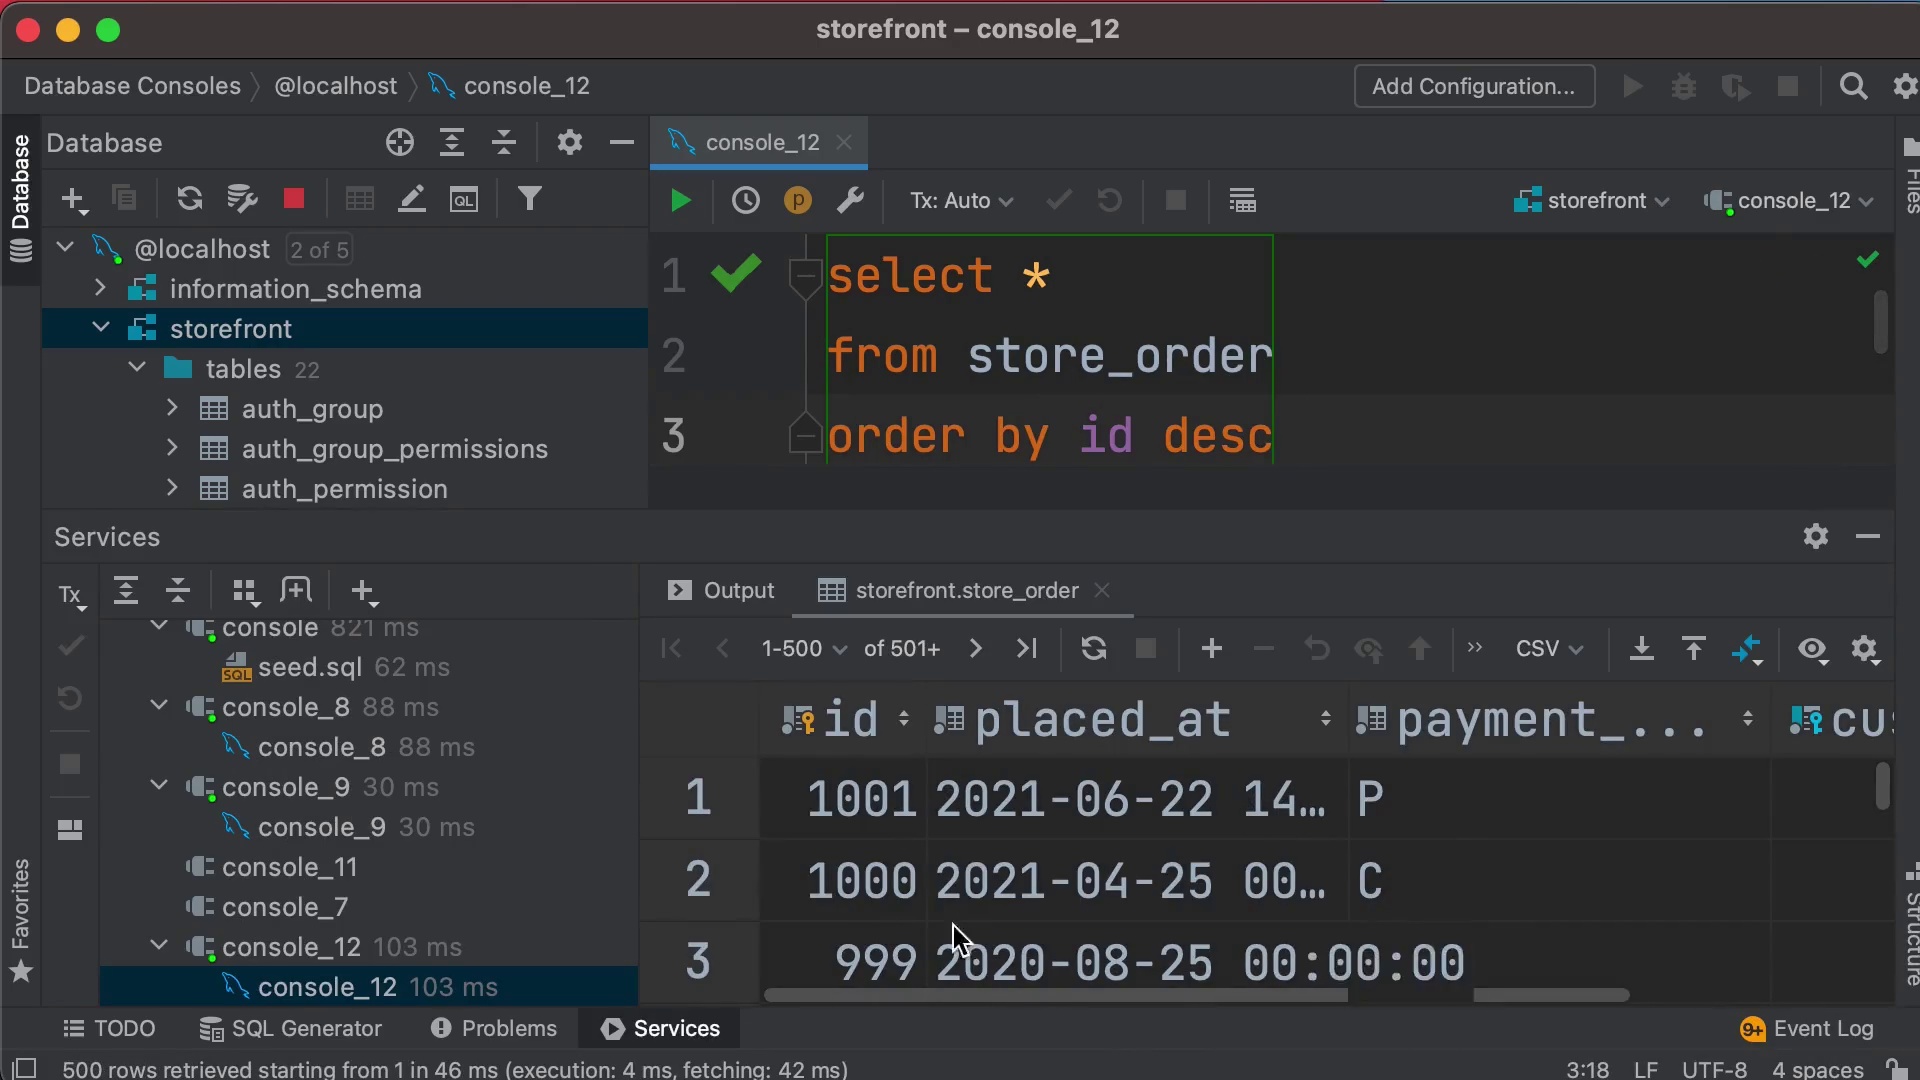 storefront – console_12
Database Consoles @localhost console_12 Add Configuration...
Database
Database
console_12
Files
Tx: Auto storefront console_12
@localhost 2 of 5
information_schema
storefront
tables 22
auth_group
auth_group_permissions
auth_permission
1 select *
2 from store_order
3 order by id desc
Services
Tx
Output storefront.store_order
1-500 of 501+ CSV
console 821 ms
SQL seed.sql 62 ms
console_8 88 ms
console_8 88 ms
console_9 30 ms
console_9 30 ms
console_11
console_7
console_12 103 ms
console_12 103 ms
id placed_at payment_... cus
1 1001 2021-06-22 14… P
2 1000 2021-04-25 00… C
3 999 2020-08-25 00:00:00
Favorites
Structure
TODO SQL Generator Problems Services 9+ Event Log
500 rows retrieved starting from 1 in 46 ms (execution: 4 ms, fetching: 42 ms) 3:18 LF UTF-8 4 spaces